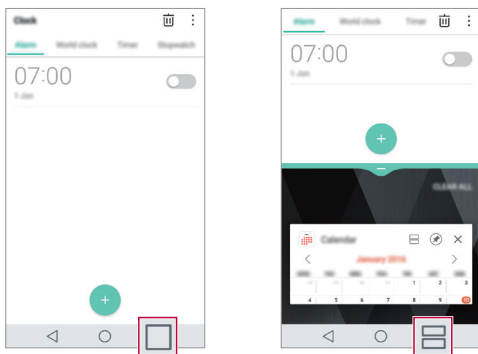 Clock
Alarm World clock Timer Stopwatch
07:00
1 Jan
Alarm World clock Timer
07:00
1 Jan
CLEAR ALL
Calendar
January 2016
1 2 3
4 5 6 7 8 9 10